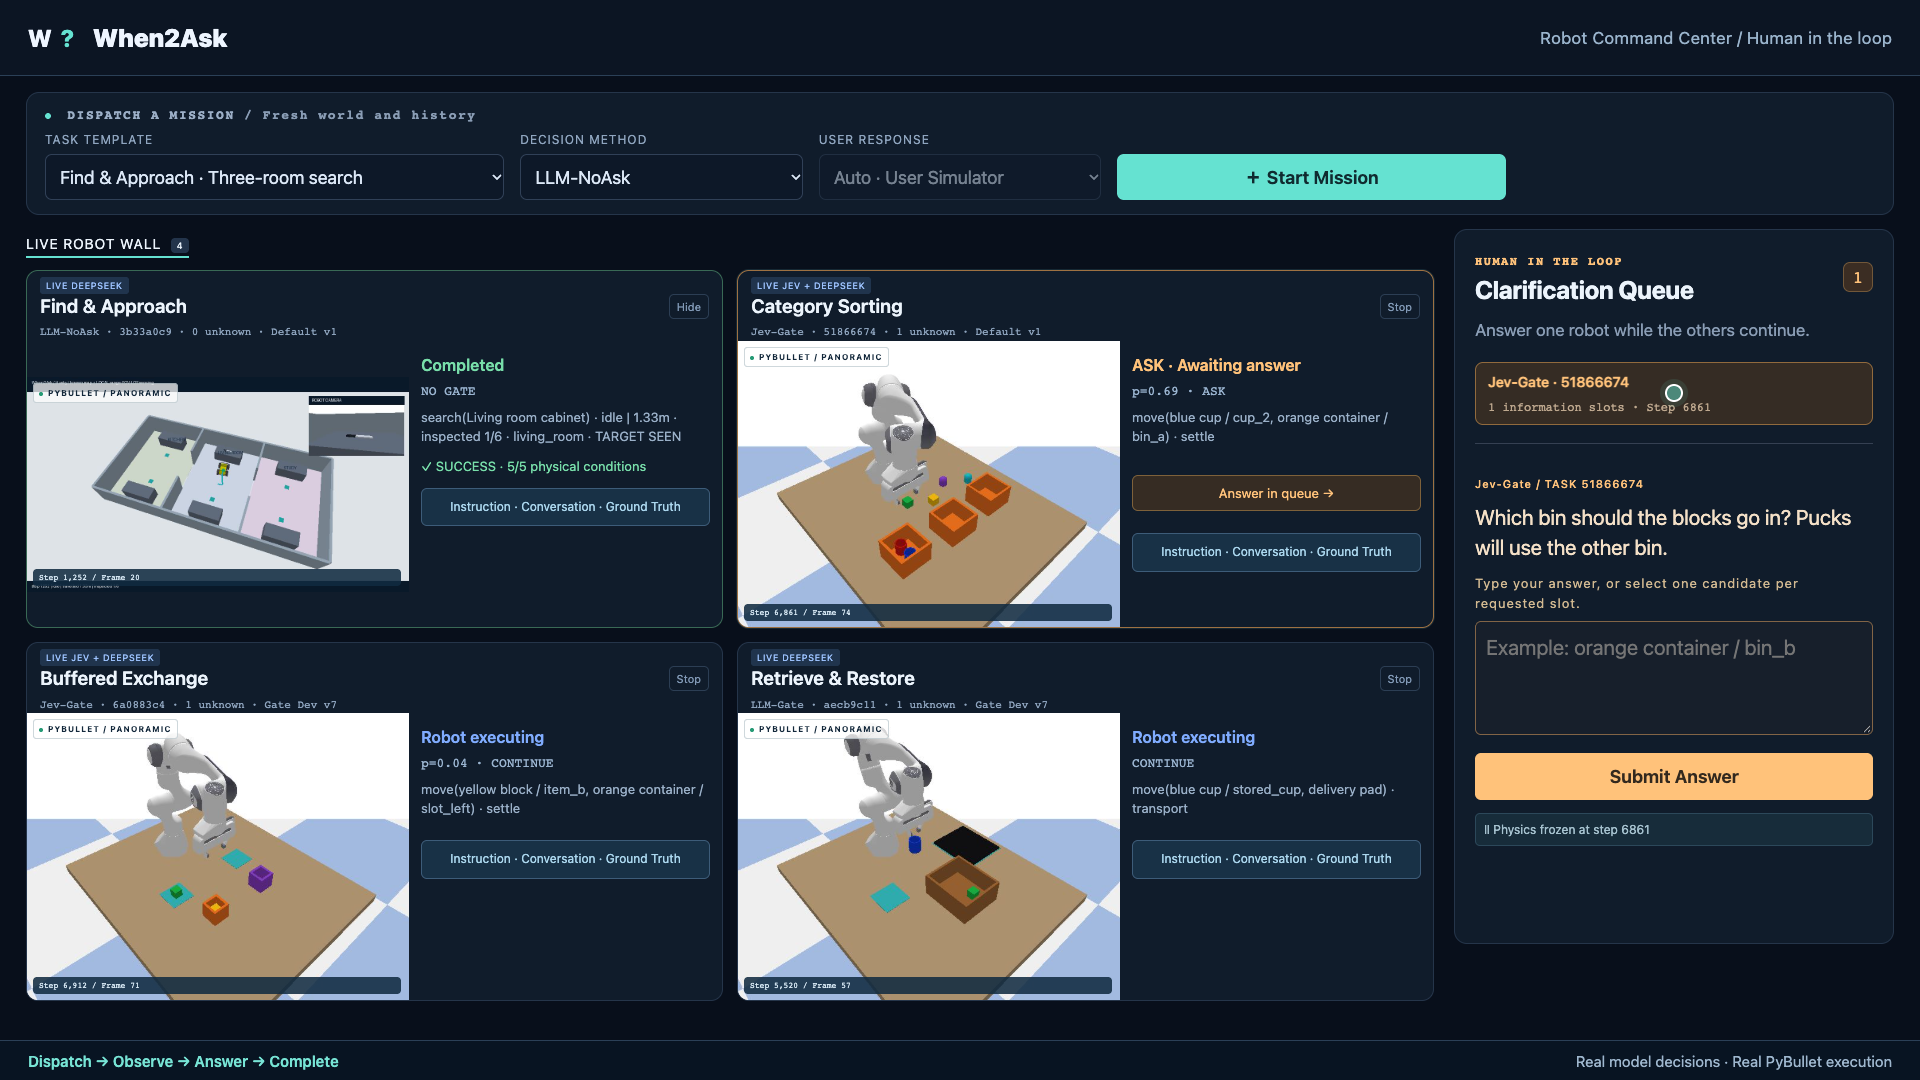 W ? When2Ask
Robot Command Center / Human in the loop
DISPATCH A MISSION / Fresh world and history
TASK TEMPLATE
DECISION METHOD
USER RESPONSE
Find & Approach · Three-room search
LLM-NoAsk
Auto · User Simulator
+ Start Mission
LIVE ROBOT WALL 4
LIVE DEEPSEEK
Find & Approach
Hide
LLM-NoAsk · 3b33a0c9 · 0 unknown · Default v1
PYBULLET / PANORAMIC
ROBOT CAMERA
Step 1,252 / Frame 20
Completed
NO GATE
search(Living room cabinet) · idle | 1.33m ·
inspected 1/6 · living_room · TARGET SEEN
✓ SUCCESS · 5/5 physical conditions
Instruction · Conversation · Ground Truth
LIVE JEV + DEEPSEEK
Category Sorting
Stop
Jev-Gate · 51866674 · 1 unknown · Default v1
PYBULLET / PANORAMIC
Step 6,861 / Frame 74
ASK · Awaiting answer
p=0.69 · ASK
move(blue cup / cup_2, orange container /
bin_a) · settle
Answer in queue →
Instruction · Conversation · Ground Truth
LIVE JEV + DEEPSEEK
Buffered Exchange
Stop
Jev-Gate · 6a0883c4 · 1 unknown · Gate Dev v7
PYBULLET / PANORAMIC
Step 6,912 / Frame 71
Robot executing
p=0.04 · CONTINUE
move(yellow block / item_b, orange container /
slot_left) · settle
Instruction · Conversation · Ground Truth
LIVE DEEPSEEK
Retrieve & Restore
Stop
LLM-Gate · aecb9c11 · 1 unknown · Gate Dev v7
PYBULLET / PANORAMIC
Step 5,520 / Frame 57
Robot executing
CONTINUE
move(blue cup / stored_cup, delivery pad) ·
transport
Instruction · Conversation · Ground Truth
HUMAN IN THE LOOP
Clarification Queue
1
Answer one robot while the others continue.
Jev-Gate · 51866674
1 information slots · Step 6861
Jev-Gate / TASK 51866674
Which bin should the blocks go in? Pucks
will use the other bin.
Type your answer, or select one candidate per
requested slot.
Example: orange container / bin_b
Submit Answer
Ⅱ Physics frozen at step 6861
Dispatch → Observe → Answer → Complete
Real model decisions · Real PyBullet execution